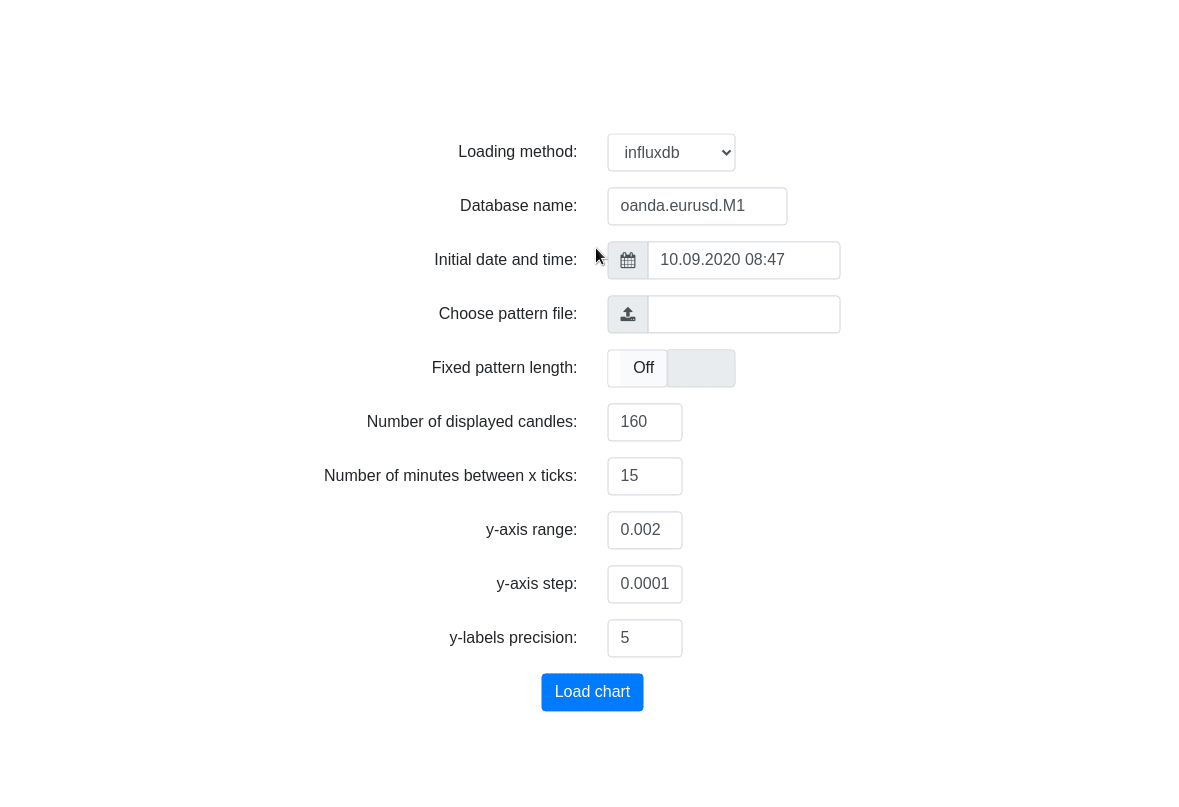 Loading method: influxdb
Database name: oanda.eurusd.M1
Initial date and time: 10.09.2020 08:47
Choose pattern file:
Fixed pattern length: Off
Number of displayed candles: 160
Number of minutes between x ticks: 15
y-axis range: 0.002
y-axis step: 0.0001
y-labels precision: 5
Load chart